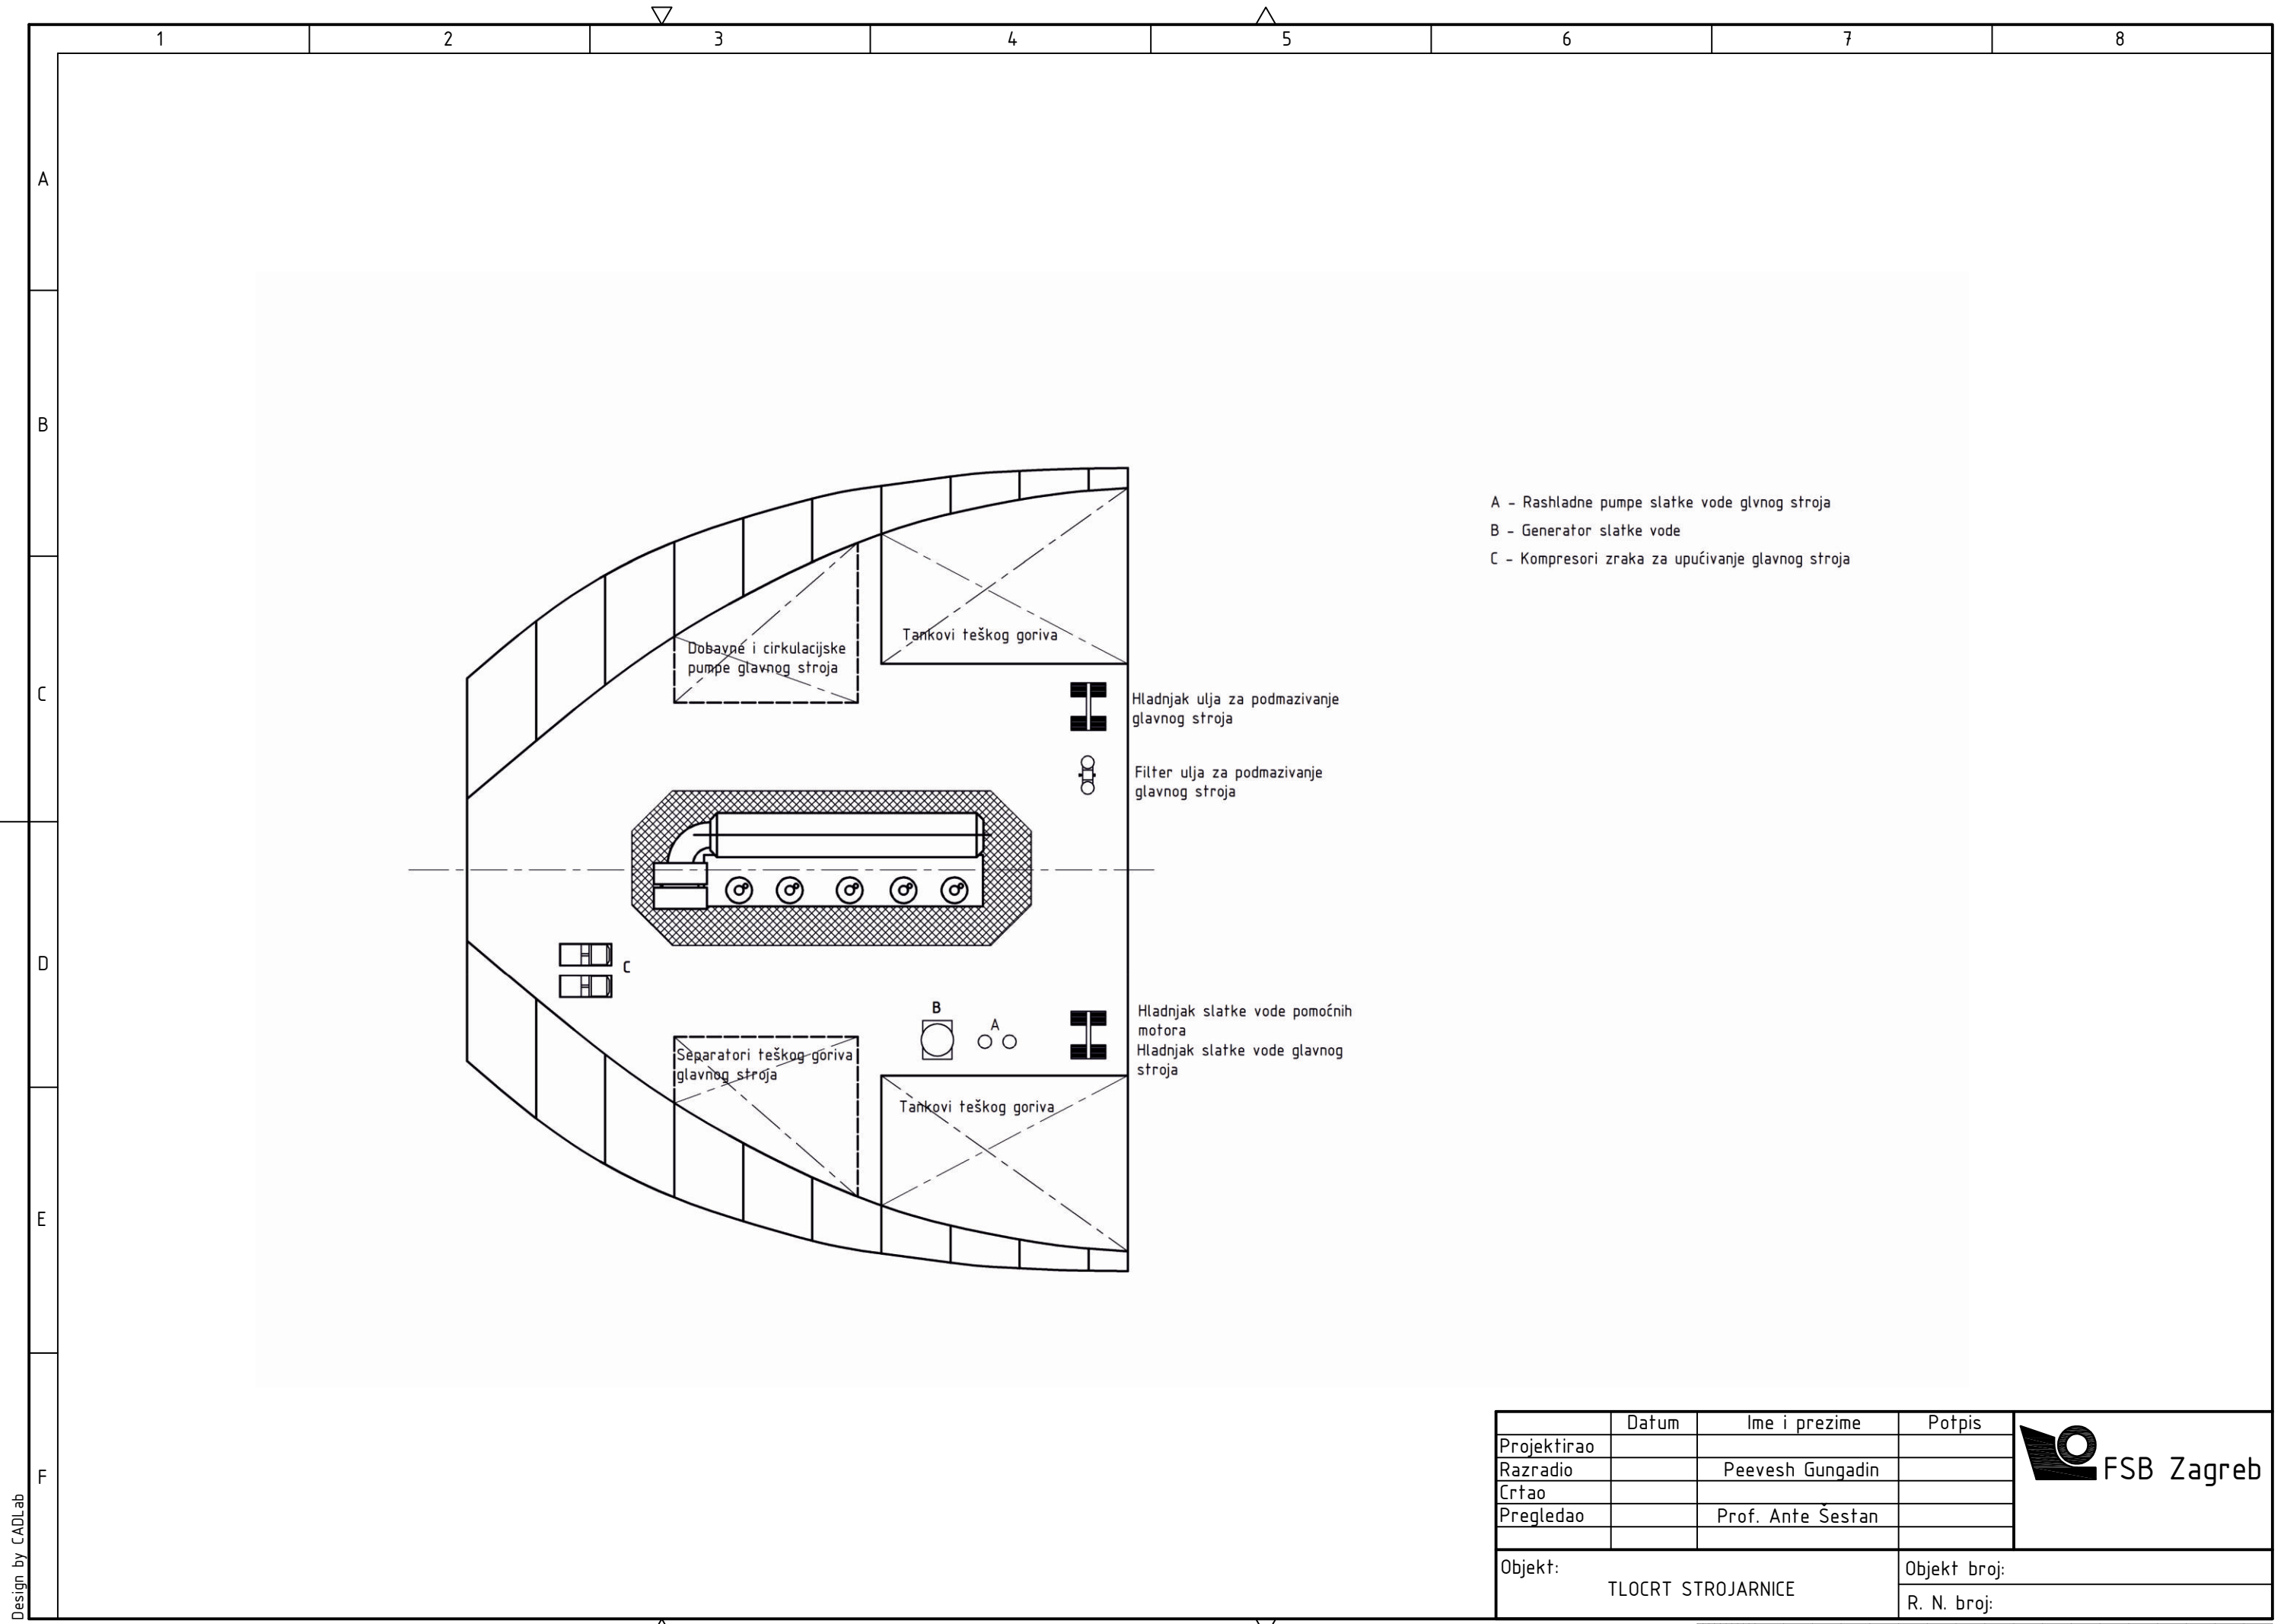 1 2 3 4 5 6 7 8
A
B
C
D
E
F
A - Rashladne pumpe slatke vode glvnog stroja
B - Generator slatke vode
C - Kompresori zraka za upućivanje glavnog stroja
Tankovi teškog goriva
Dobavne i cirkulacijske
pumpe glavnog stroja
Hladnjak ulja za podmazivanje
glavnog stroja
Filter ulja za podmazivanje
glavnog stroja
C
B
A
Hladnjak slatke vode pomoćnih
motora
Hladnjak slatke vode glavnog
stroja
Separatori teškog goriva
glavnog stroja
Tankovi teškog goriva
Datum Ime i prezime Potpis
Projektirao
Razradio Peevesh Gungadin
Crtao
Pregledao Prof. Ante Šestan
FSB Zagreb
Objekt:
TLOCRT STROJARNICE
Objekt broj:
R. N. broj:
Design by CADLab